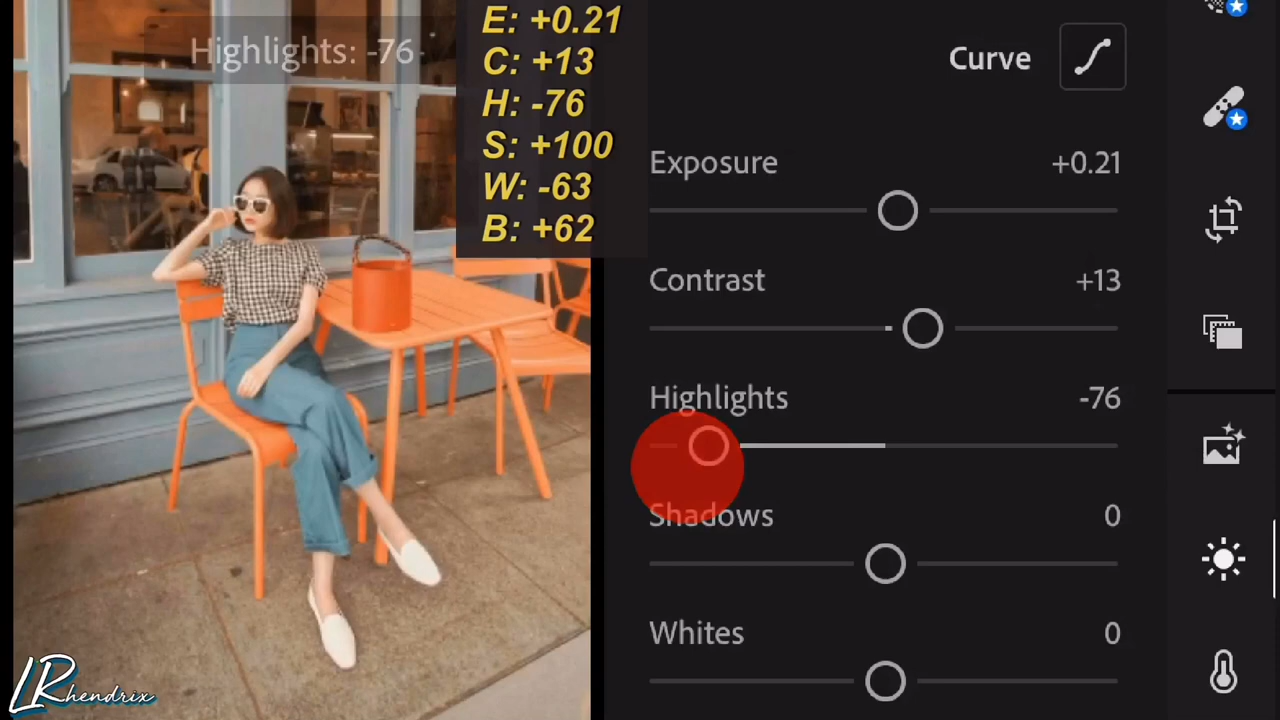 Highlights: -76
E: +0.21
C: +13
H: -76
S: +100
W: -63
B: +62
Curve
Exposure +0.21
Contrast +13
Highlights -76
Shadows 0
Whites 0
LRhendrix